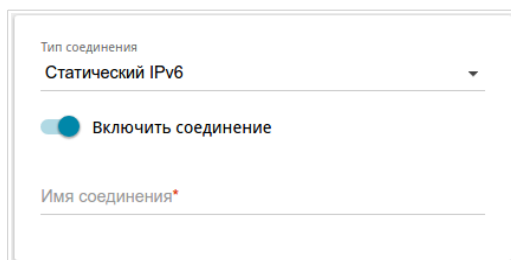 Тип соединения
Статический IPv6
Включить соединение
Имя соединения*